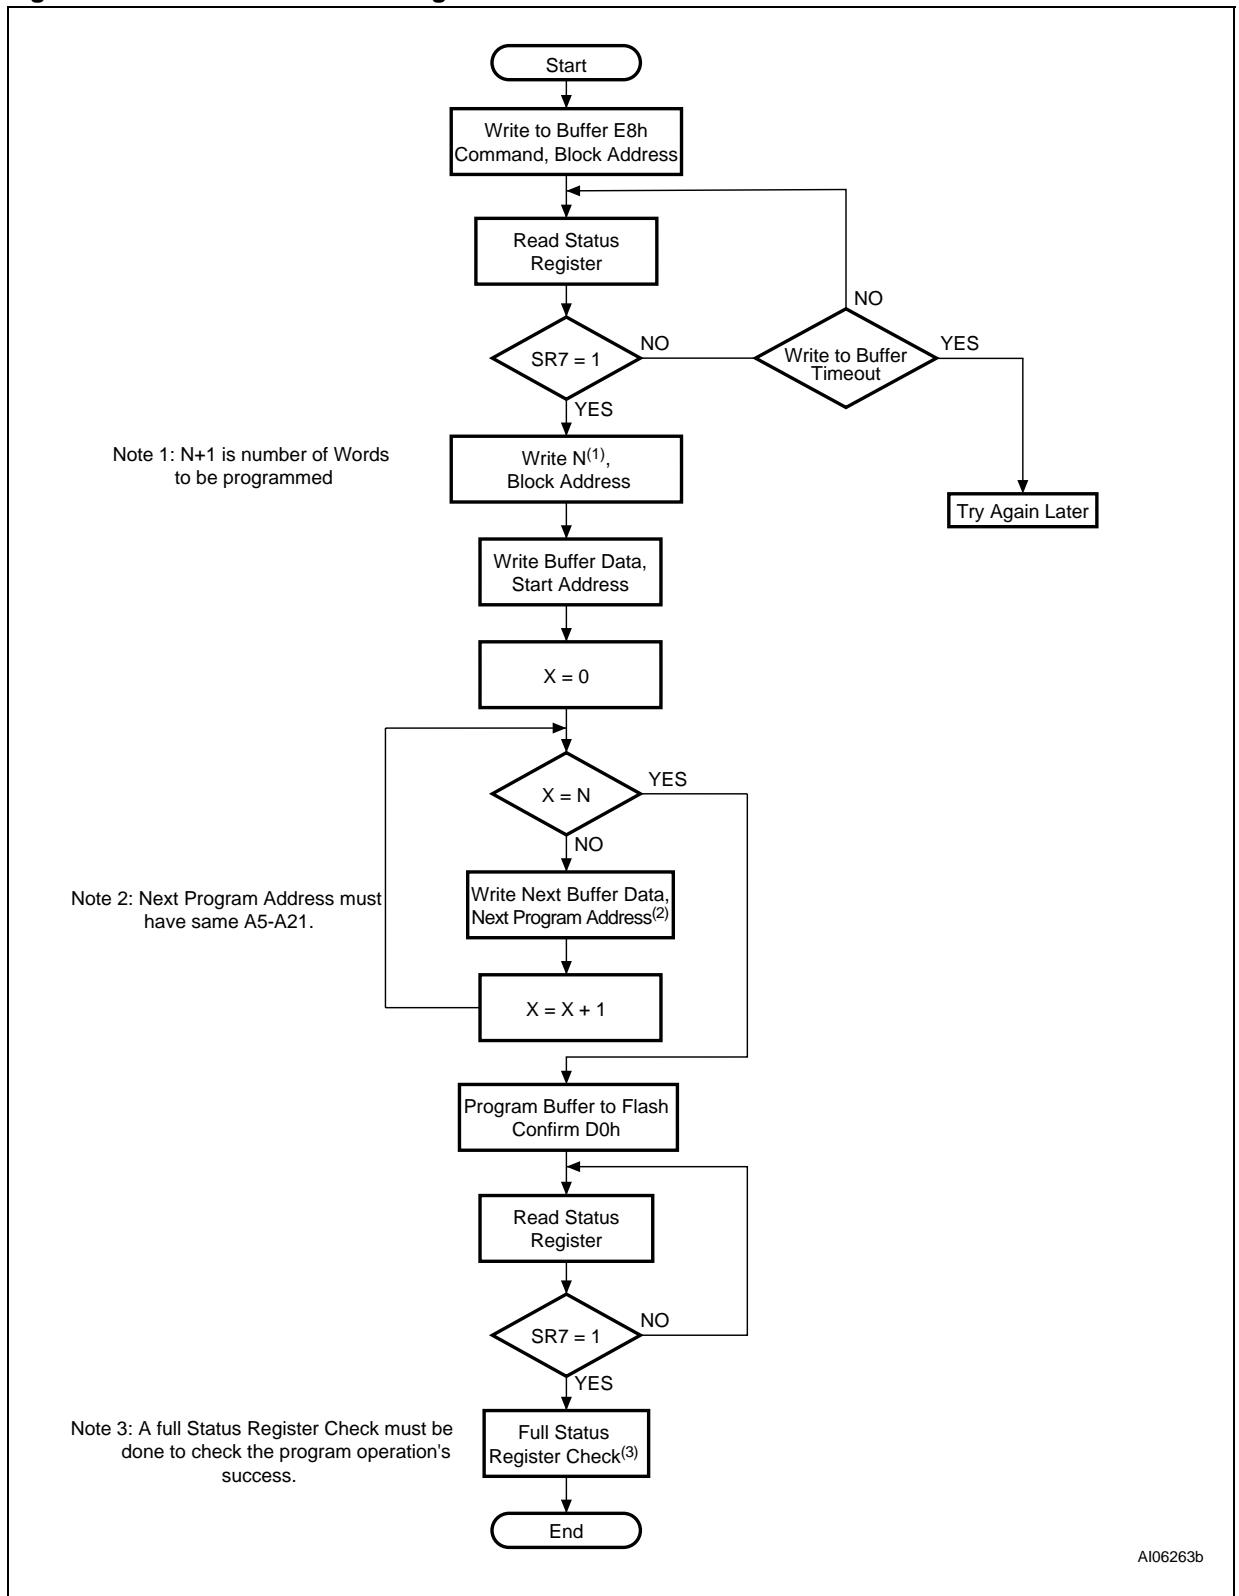 Start
Write to Buffer E8h
Command, Block Address
Read Status
Register
NO
SR7 = 1
NO
Write to Buffer
Timeout
YES
YES
Note 1: N+1 is number of Words
to be programmed
Write N(1),
Block Address
Try Again Later
Write Buffer Data,
Start Address
X = 0
X = N
YES
NO
Note 2: Next Program Address must
have same A5-A21.
Write Next Buffer Data,
Next Program Address(2)
X = X + 1
Program Buffer to Flash
Confirm D0h
Read Status
Register
SR7 = 1
NO
YES
Note 3: A full Status Register Check must be
done to check the program operation's
success.
Full Status
Register Check(3)
End
AI06263b